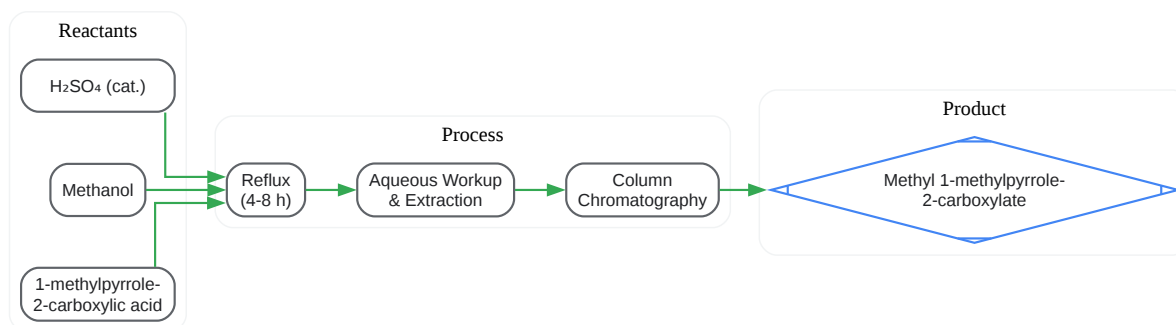 Reactants
H₂SO₄ (cat.)
Methanol
1-methylpyrrole-
2-carboxylic acid
Process
Reflux
(4-8 h)
Aqueous Workup
& Extraction
Column
Chromatography
Product
Methyl 1-methylpyrrole-
2-carboxylate